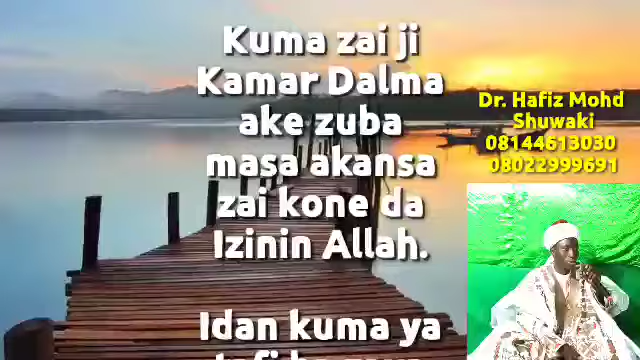 Kuma zai ji
Kamar Dalma
ake zuba
masa akansa
zai kone da
Izinin Allah.
Idan kuma ya
Dr. Hafiz Mohd
Shuwaki
08144613030
08022999691